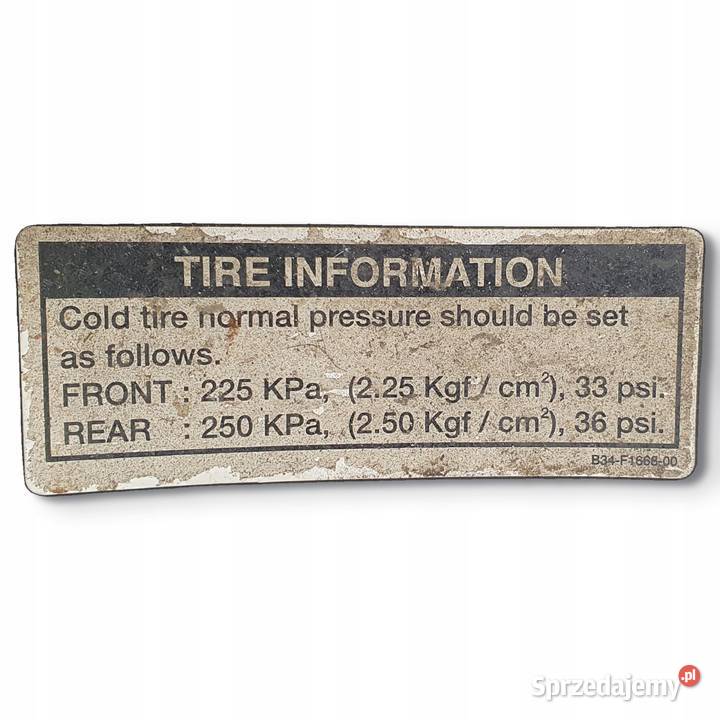 TIRE INFORMATION
Cold tire normal pressure should be set
as follows.
FRONT : 225 KPa, (2.25 Kgf / cm²), 33 psi.
REAR : 250 KPa, (2.50 Kgf / cm²), 36 psi.
B34-F1668-00
Sprzedajemy.pl